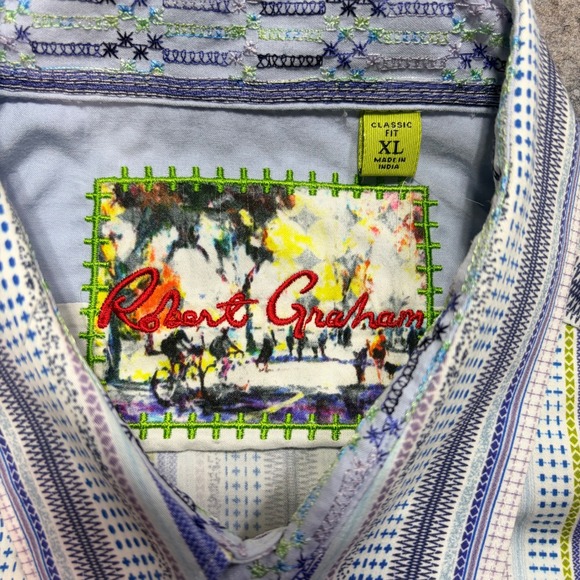 CLASSIC
FIT
XL
MADE IN
INDIA
Robert Graham